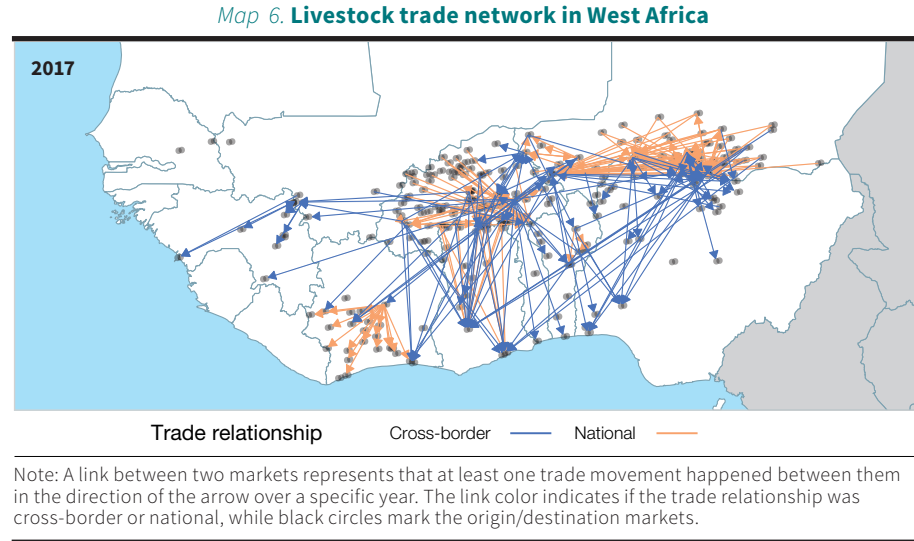 Map 6. Livestock trade network in West Africa
2017
Trade relationship Cross-border National
Note: A link between two markets represents that at least one trade movement happened between them
in the direction of the arrow over a specific year. The link color indicates if the trade relationship was
cross-border or national, while black circles mark the origin/destination markets.